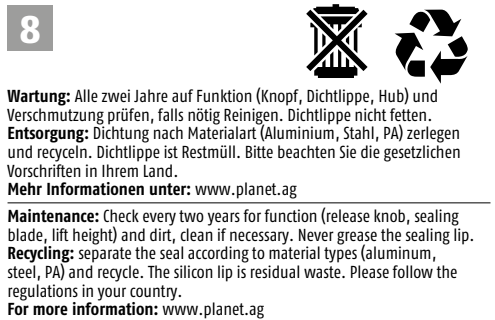 8
Wartung: Alle zwei Jahre auf Funktion (Knopf, Dichtlippe, Hub) und
Verschmutzung prüfen, falls nötig Reinigen. Dichtlippe nicht fetten.
Entsorgung: Dichtung nach Materialart (Aluminium, Stahl, PA) zerlegen
und recyceln. Dichtlippe ist Restmüll. Bitte beachten Sie die gesetzlichen
Vorschriften in Ihrem Land.
Mehr Informationen unter: www.planet.ag
Maintenance: Check every two years for function (release knob, sealing
blade, lift height) and dirt, clean if necessary. Never grease the sealing lip.
Recycling: separate the seal according to material types (aluminum,
steel, PA) and recycle. The silicon lip is residual waste. Please follow the
regulations in your country.
For more information: www.planet.ag